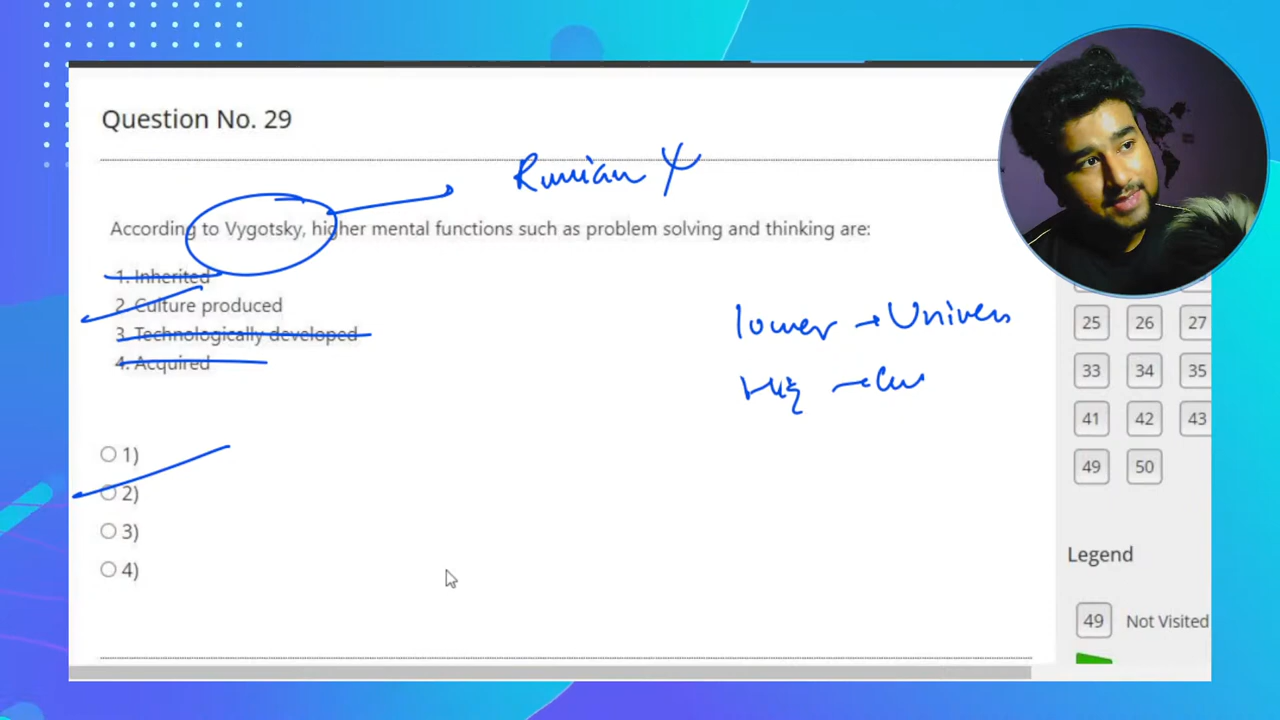 Question No. 29
Russian Ψ
According to Vygotsky, higher mental functions such as problem solving and thinking are:
1. Inherited
2. Culture produced
3. Technologically developed
4. Acquired
lower → Univers
Hig → Cu
1)
2)
3)
4)
25 26 27
33 34 35
41 42 43
49 50
Legend
49 Not Visited